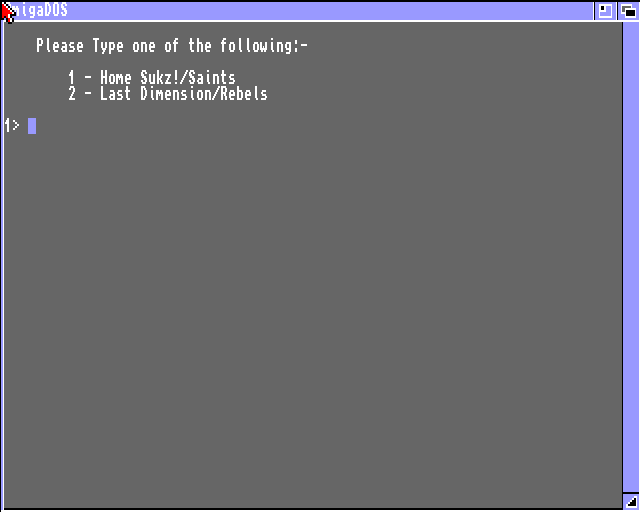 AmigaDOS
Please Type one of the following:-
1 - Home Sukz!/Saints
2 - Last Dimension/Rebels
1>